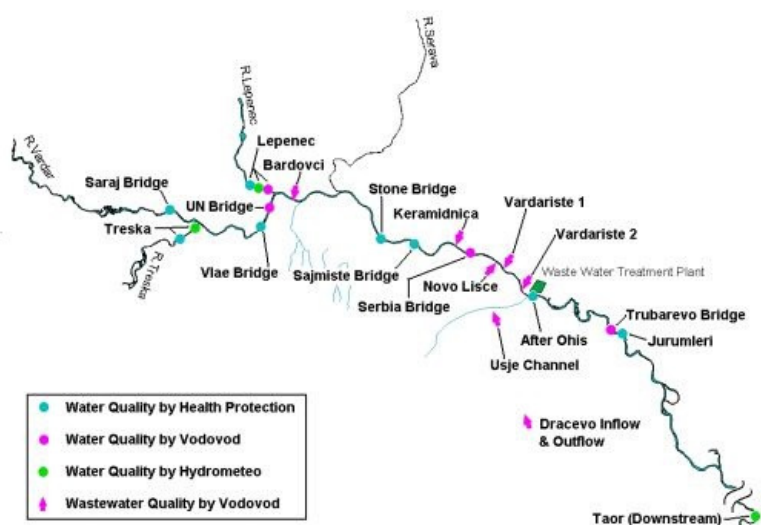 R.Serava
R.Lepenec
Lepenec
Bardovci
R.Vardar
Saraj Bridge
Stone Bridge
UN Bridge
Keramidnica
Vardariste 1
Treska
Vardariste 2
R.Treska
Vlae Bridge
Sajmiste Bridge
Novo Lisce
Waste Water Treatment Plant
Serbia Bridge
Trubarevo Bridge
After Ohis
Jurumleri
Usje Channel
Water Quality by Health Protection
Water Quality by Vodovod
Water Quality by Hydrometeo
Wastewater Quality by Vodovod
Dracevo Inflow
& Outflow
Taor (Downstream)